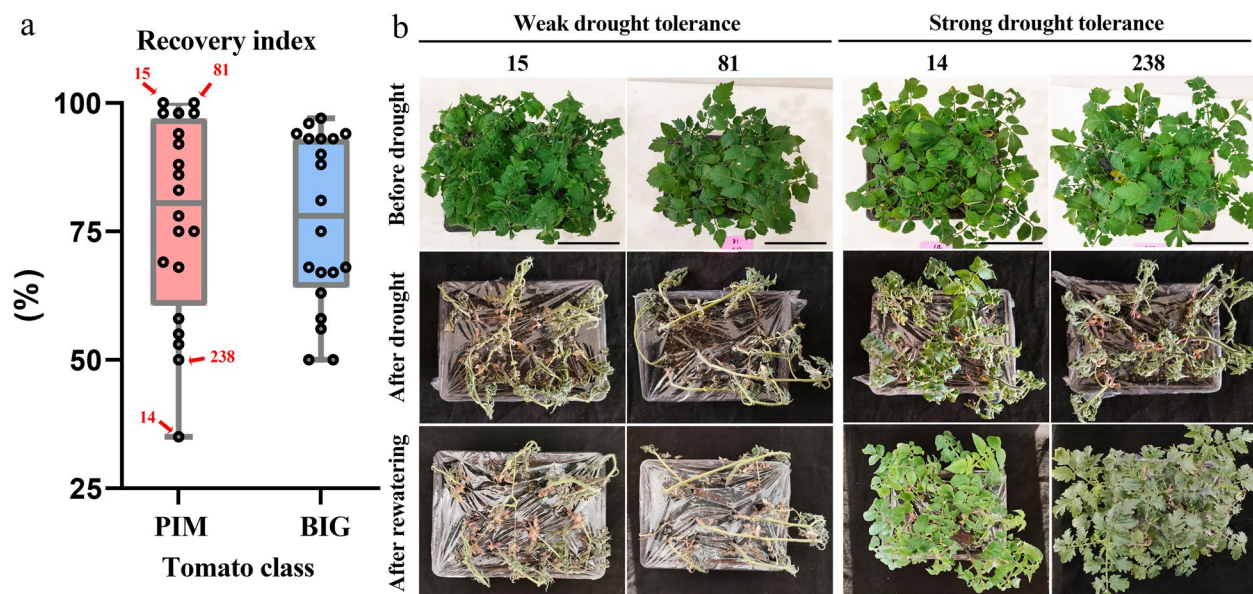 a
Recovery index
15
81
100
75
50
25
(%)
238
14
PIM
BIG
Tomato class
b
Weak drought tolerance
Strong drought tolerance
15
81
14
238
Before drought
After drought
After rewatering
81